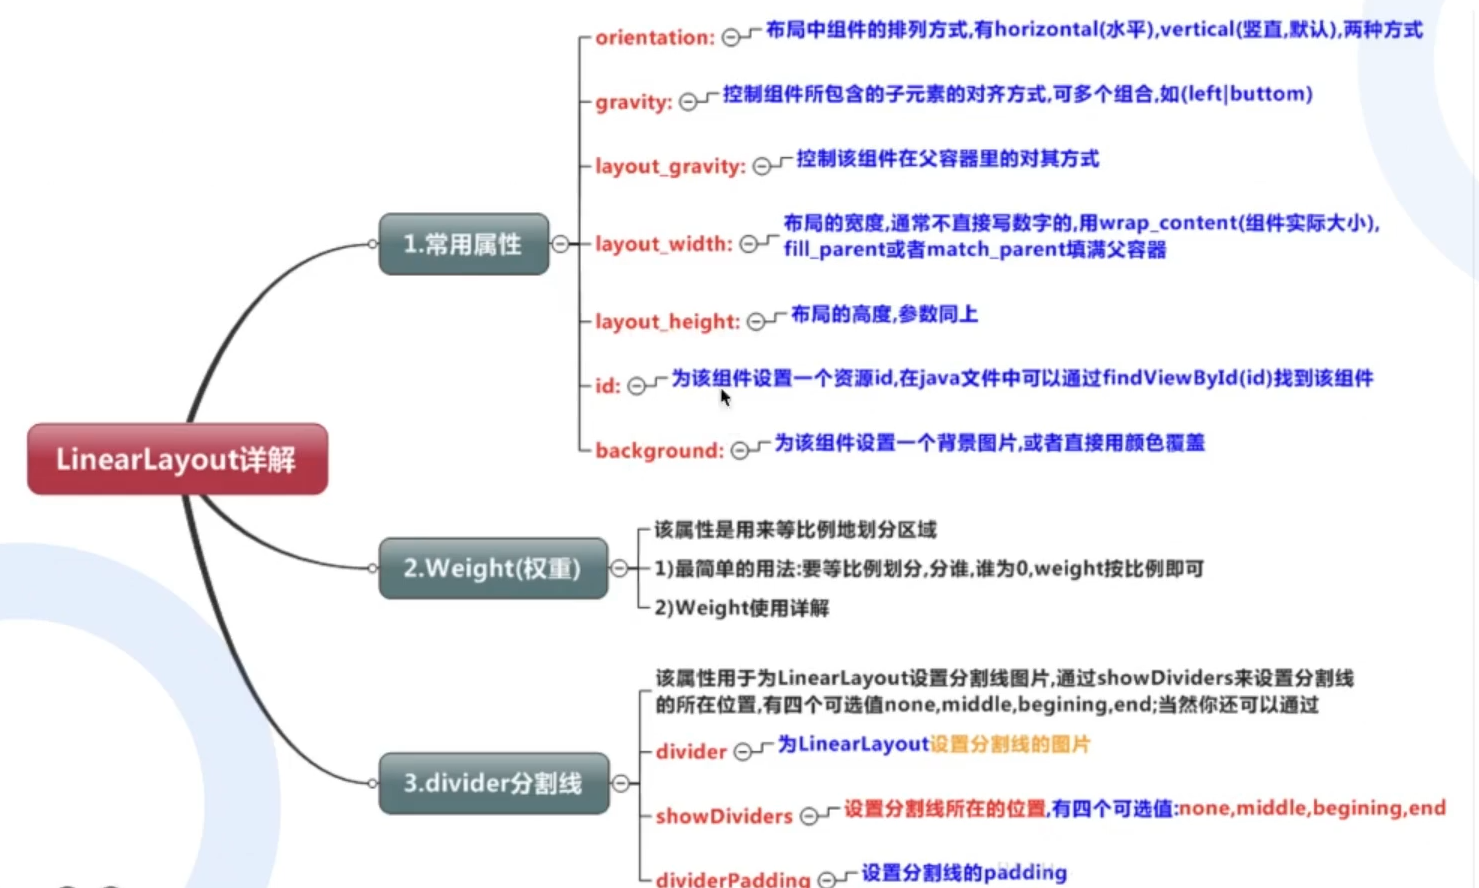 LinearLayout详解
1.常用属性
orientation:
布局中组件的排列方式,有horizontal(水平),vertical(竖直,默认),两种方式
gravity:
控制组件所包含的子元素的对齐方式,可多个组合,如(left|buttom)
layout_gravity:
控制该组件在父容器里的对其方式
layout_width:
布局的宽度,通常不直接写数字的,用wrap_content(组件实际大小),
fill_parent或者match_parent填满父容器
layout_height:
布局的高度,参数同上
id:
为该组件设置一个资源id,在java文件中可以通过findViewById(id)找到该组件
background:
为该组件设置一个背景图片,或者直接用颜色覆盖
2.Weight(权重)
该属性是用来等比例地划分区域
1)最简单的用法:要等比例划分,分谁,谁为0,weight按比例即可
2)Weight使用详解
3.divider分割线
该属性用于为LinearLayout设置分割线图片,通过showDividers来设置分割线
的所在位置,有四个可选值none,middle,begining,end;当然你还可以通过
divider
为LinearLayout设置分割线的图片
showDividers
设置分割线所在的位置,有四个可选值:none,middle,begining,end
dividerPadding
设置分割线的padding